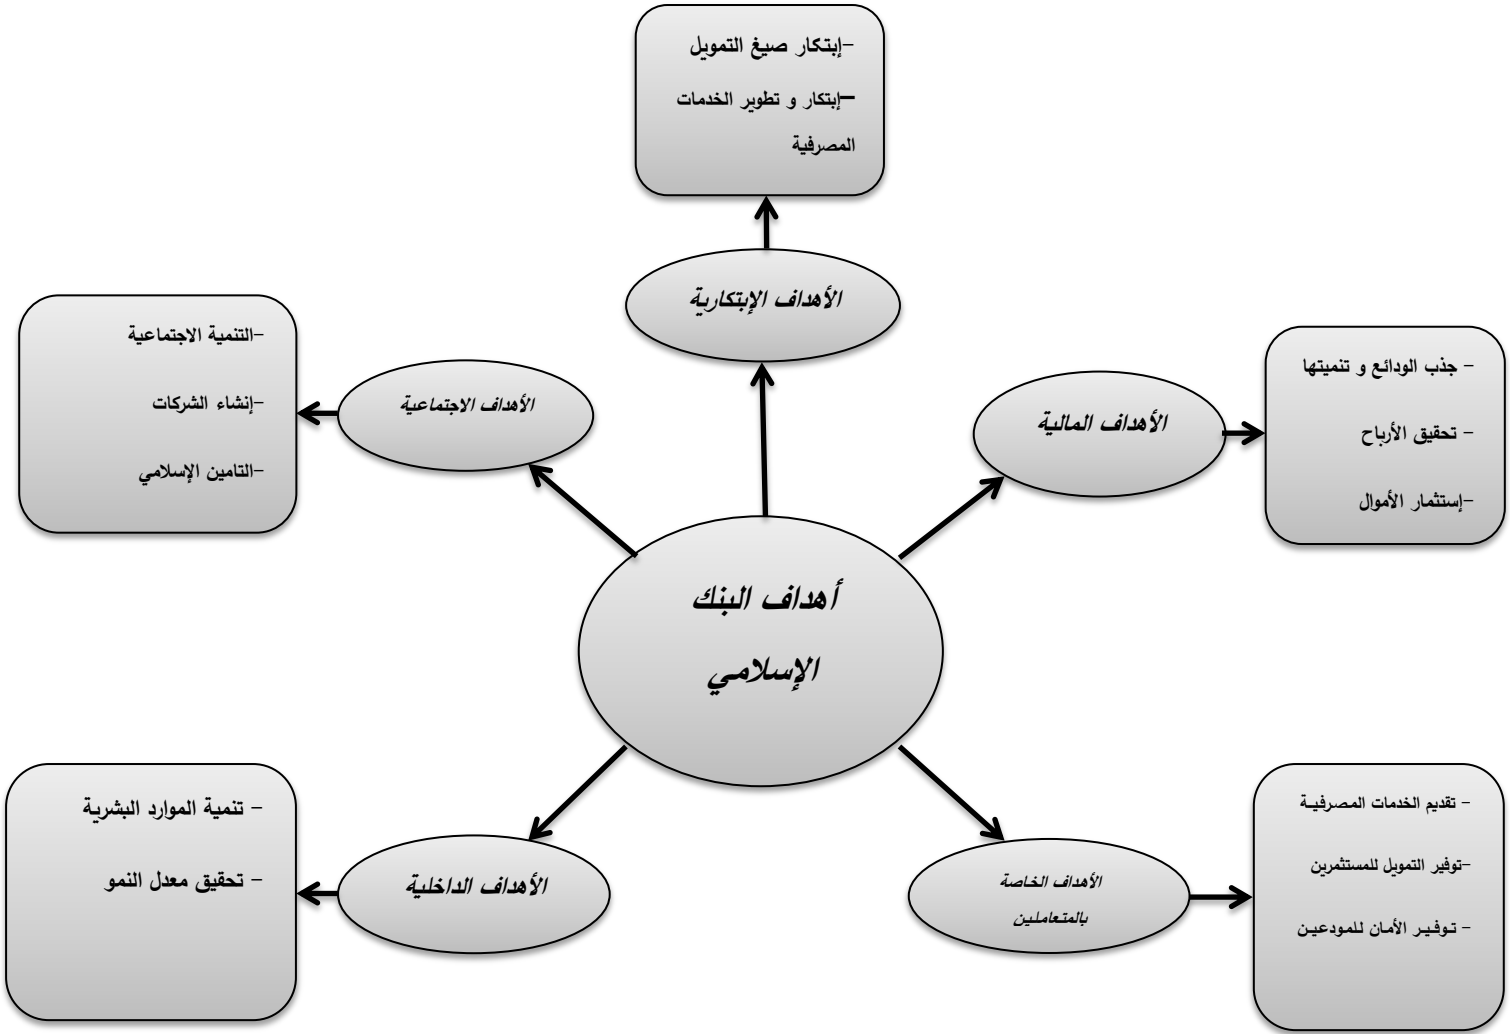 -إبتكار صيغ التمويل
-إبتكار و تطوير الخدمات
المصرفية
الأهداف الإبتكارية
-التنمية الاجتماعية
-إنشاء الشركات
-التامين الإسلامي
الأهداف الاجتماعية
الأهداف المالية
- جذب الودائع و تنميتها
- تحقيق الأرباح
-إستثمار الأموال
أهداف البنك
الإسلامي
- تنمية الموارد البشرية
- تحقيق معدل النمو
الأهداف الداخلية
الأهداف الخاصة
بالمتعاملين
- تقديم الخدمات المصرفية
-توفير التمويل للمستثمرين
- توفير الأمان للمودعين